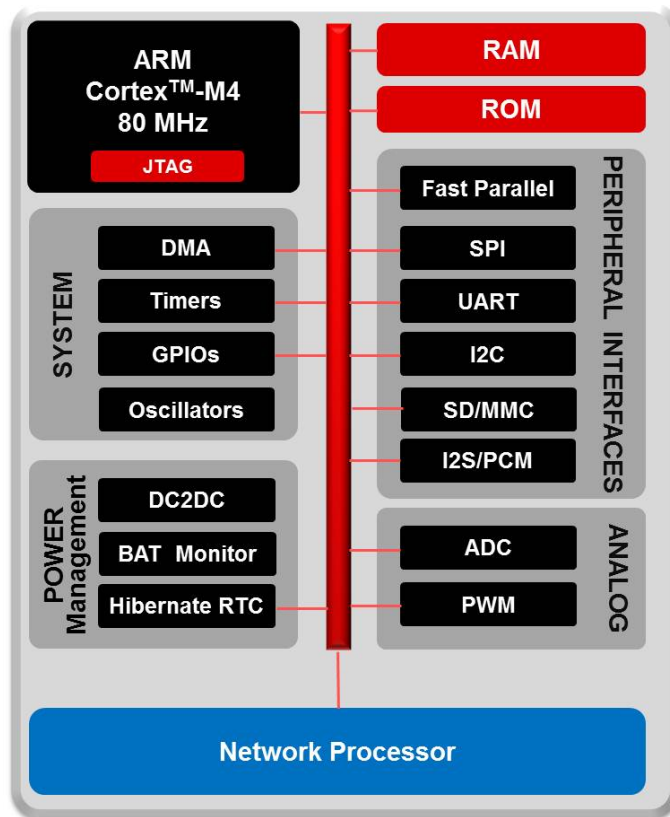 ARM
Cortex™-M4
80 MHz
JTAG
SYSTEM
DMA
Timers
GPIOs
Oscillators
POWER
Management
DC2DC
BAT Monitor
Hibernate RTC
RAM
ROM
PERIPHERAL INTERFACES
Fast Parallel
SPI
UART
I2C
SD/MMC
I2S/PCM
ANALOG
ADC
PWM
Network Processor